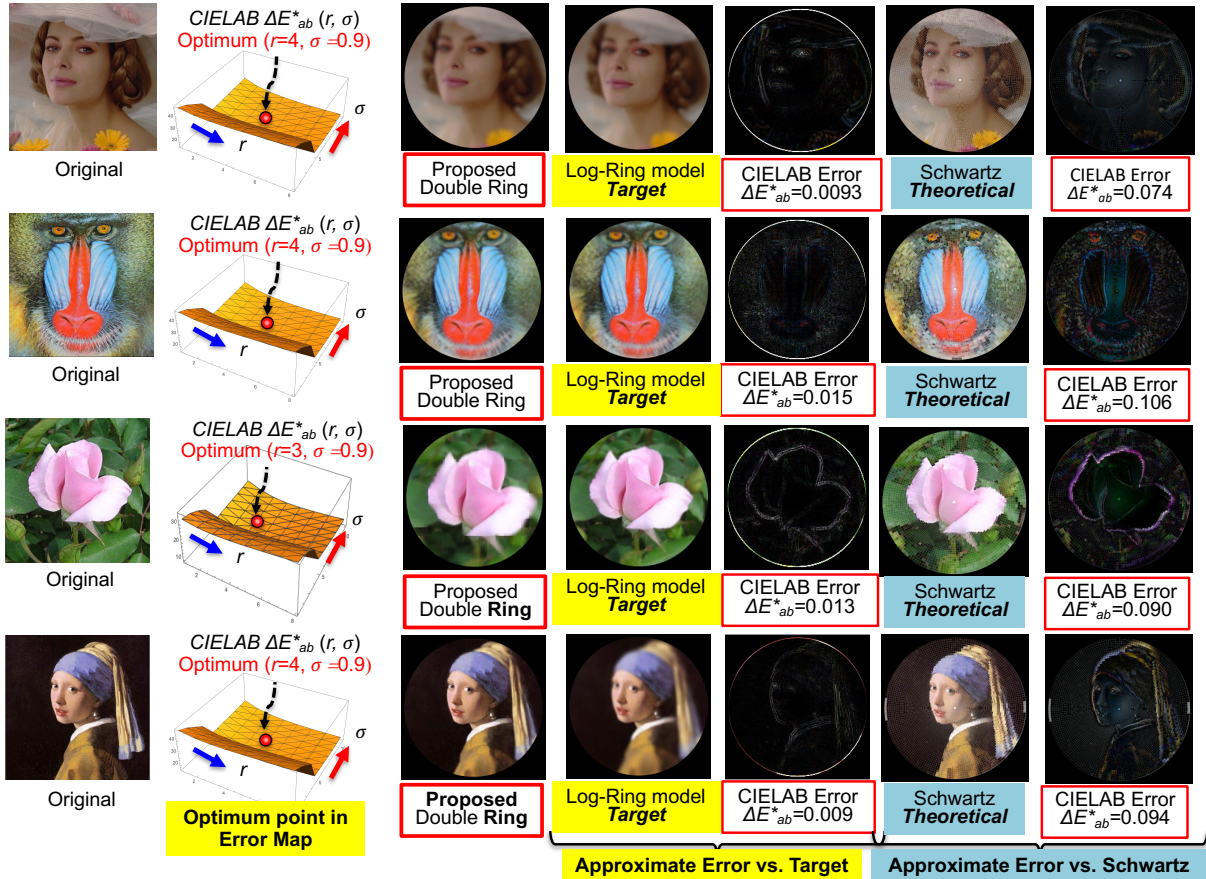 CIELAB ΔE*ab (r, σ)
Optimum (r=4, σ=0.9)
σ
r
Original
Proposed
Double Ring
Log-Ring model
Target
CIELAB Error
ΔE*ab=0.0093
Schwartz
Theoretical
CIELAB Error
ΔE*ab=0.074
CIELAB ΔE*ab (r, σ)
Optimum (r=4, σ=0.9)
σ
r
Original
Proposed
Double Ring
Log-Ring model
Target
CIELAB Error
ΔE*ab=0.015
Schwartz
Theoretical
CIELAB Error
ΔE*ab=0.106
CIELAB ΔE*ab (r, σ)
Optimum (r=3, σ=0.9)
σ
r
Original
Proposed
Double Ring
Log-Ring model
Target
CIELAB Error
ΔE*ab=0.013
Schwartz
Theoretical
CIELAB Error
ΔE*ab=0.090
CIELAB ΔE*ab (r, σ)
Optimum (r=4, σ=0.9)
σ
r
Original
Optimum point in
Error Map
Proposed
Double Ring
Log-Ring model
Target
CIELAB Error
ΔE*ab=0.009
Schwartz
Theoretical
CIELAB Error
ΔE*ab=0.094
Approximate Error vs. Target
Approximate Error vs. Schwartz